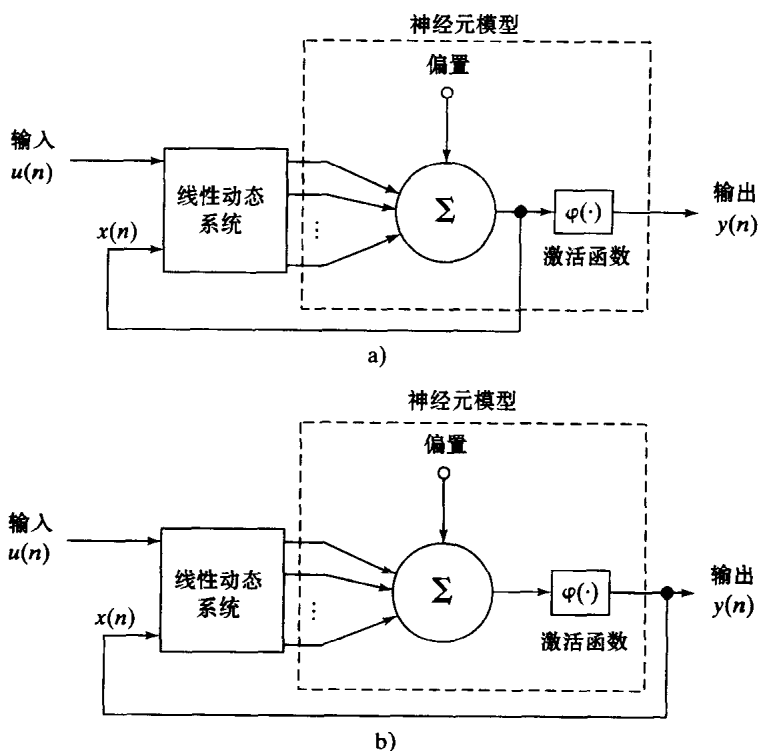 神经元模型
偏置
输入
u(n)
线性动态
系统
x(n)
⋮
Σ
φ(·)
激活函数
输出
y(n)
a)
神经元模型
偏置
输入
u(n)
线性动态
系统
x(n)
⋮
Σ
φ(·)
激活函数
输出
y(n)
b)